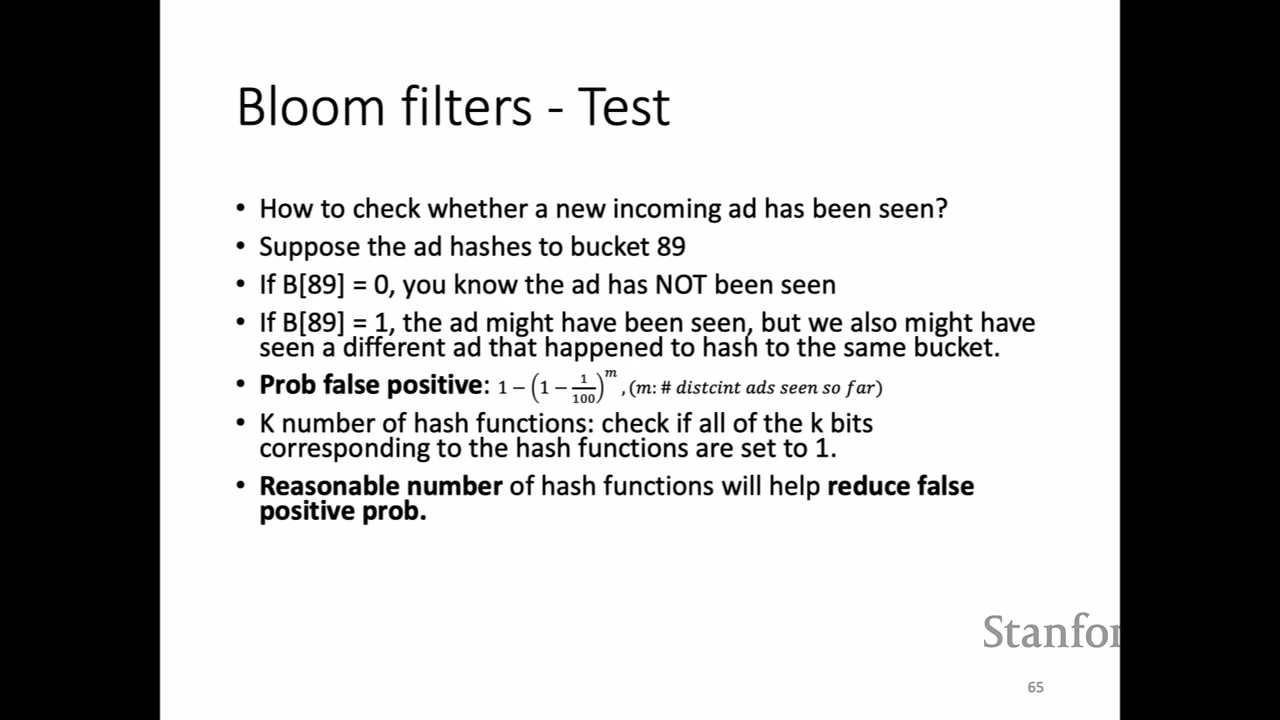 Bloom filters - Test
• How to check whether a new incoming ad has been seen?
• Suppose the ad hashes to bucket 89
• If B[89] = 0, you know the ad has NOT been seen
• If B[89] = 1, the ad might have been seen, but we also might have
seen a different ad that happened to hash to the same bucket.
• Prob false positive: 1 − (1 − 1/100)^m , (m: # distcint ads seen so far)
• K number of hash functions: check if all of the k bits
corresponding to the hash functions are set to 1.
• Reasonable number of hash functions will help reduce false
positive prob.
Stanfor
65